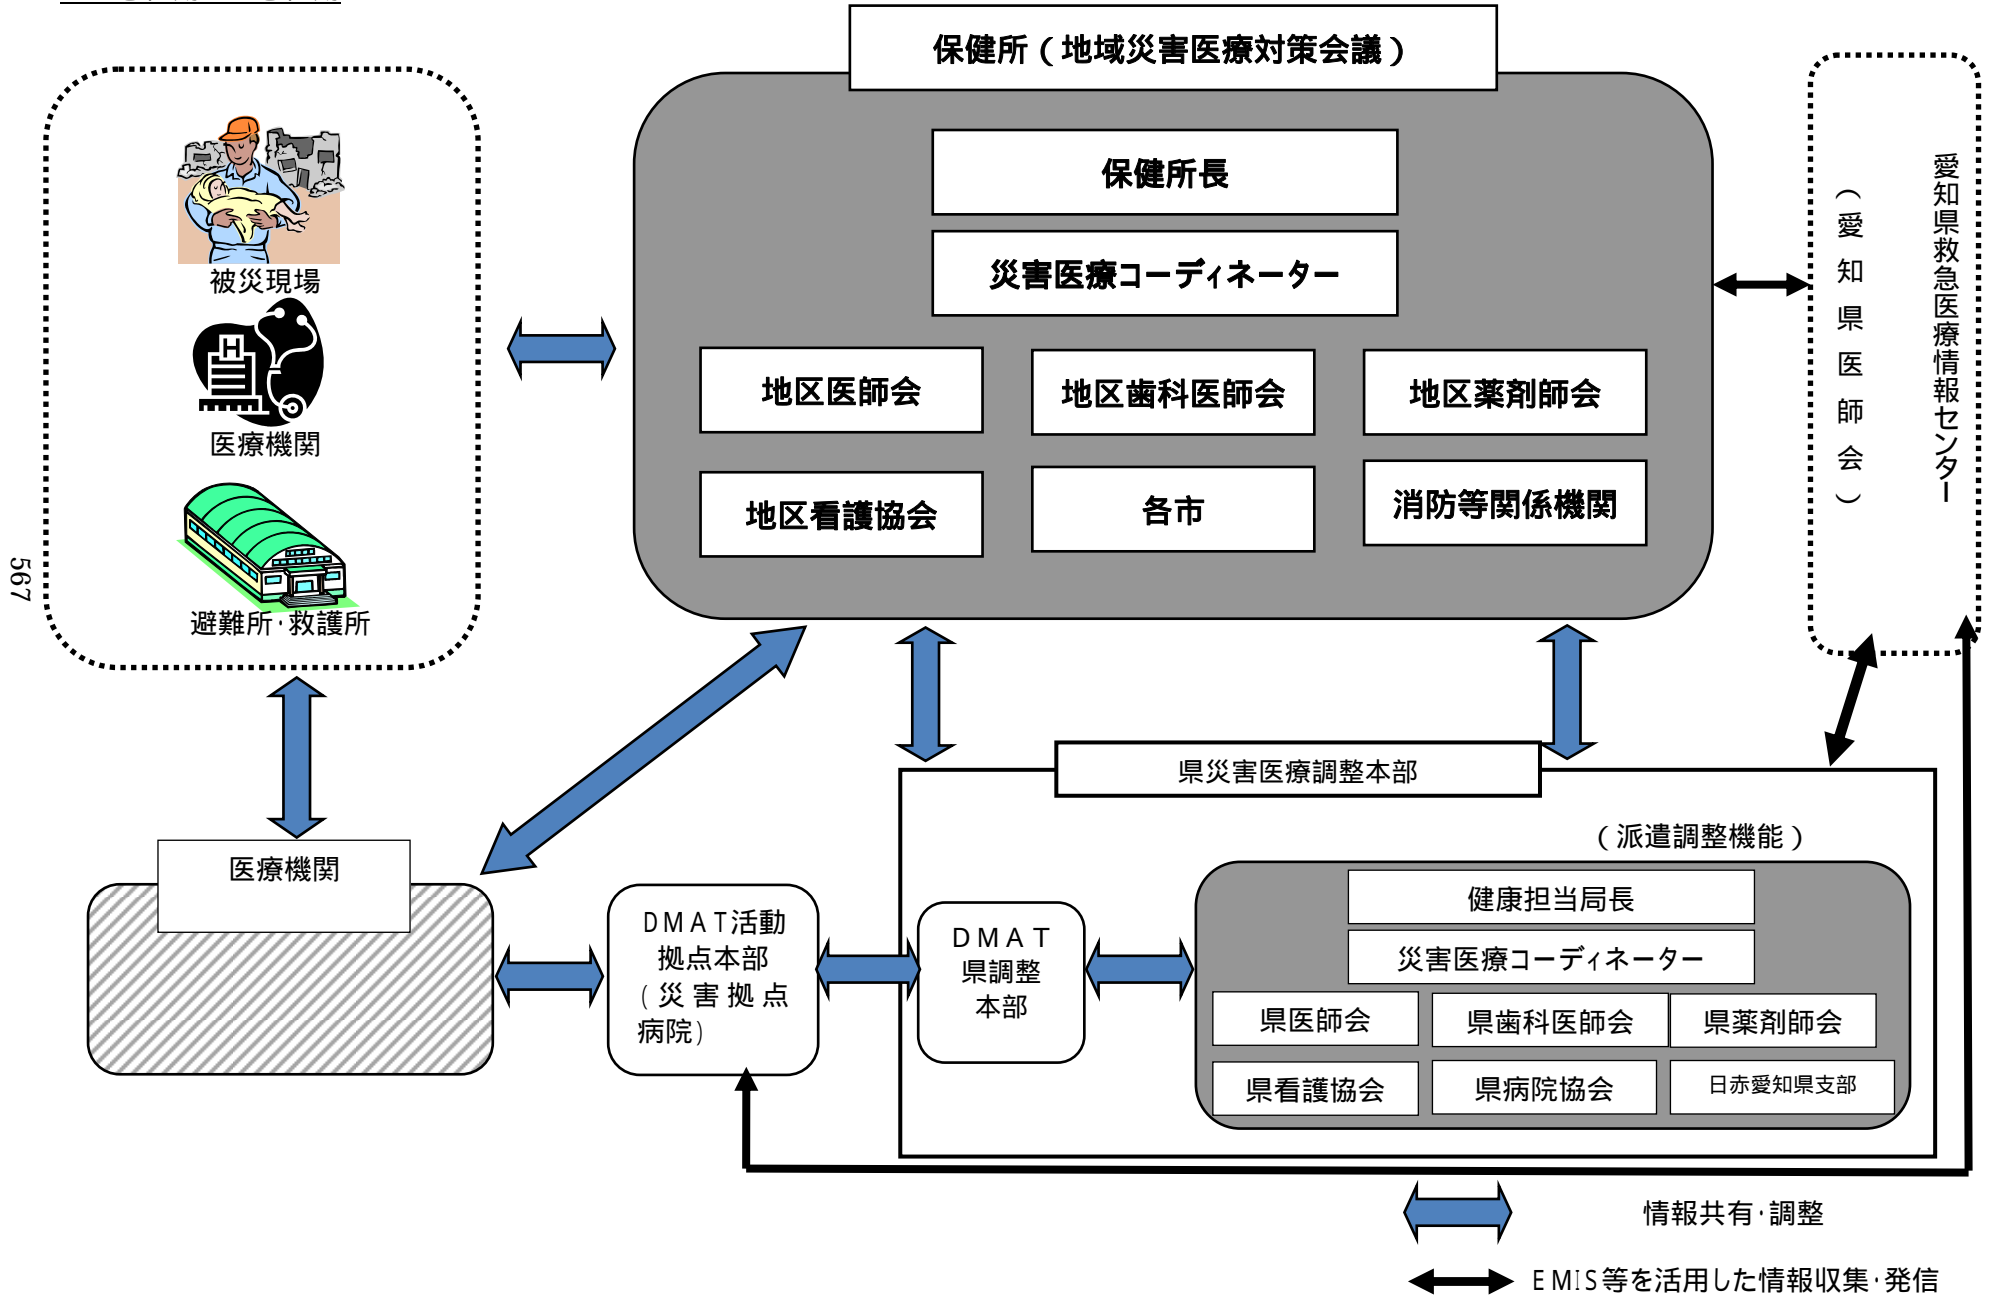 保健所（地域災害医療対策会議）
保健所長
災害医療コーディネーター
地区医師会
地区歯科医師会
地区薬剤師会
地区看護協会
各市
消防等関係機関
被災現場
医療機関
避難所・救護所
愛知県救急医療情報センター
（愛知県医師会）
567
医療機関
DMAT活動
拠点本部
（災害拠点
病院）
県災害医療調整本部
（派遣調整機能）
DMAT
県調整
本部
健康担当局長
災害医療コーディネーター
県医師会
県歯科医師会
県薬剤師会
県看護協会
県病院協会
日赤愛知県支部
情報共有・調整
EMIS等を活用した情報収集・発信